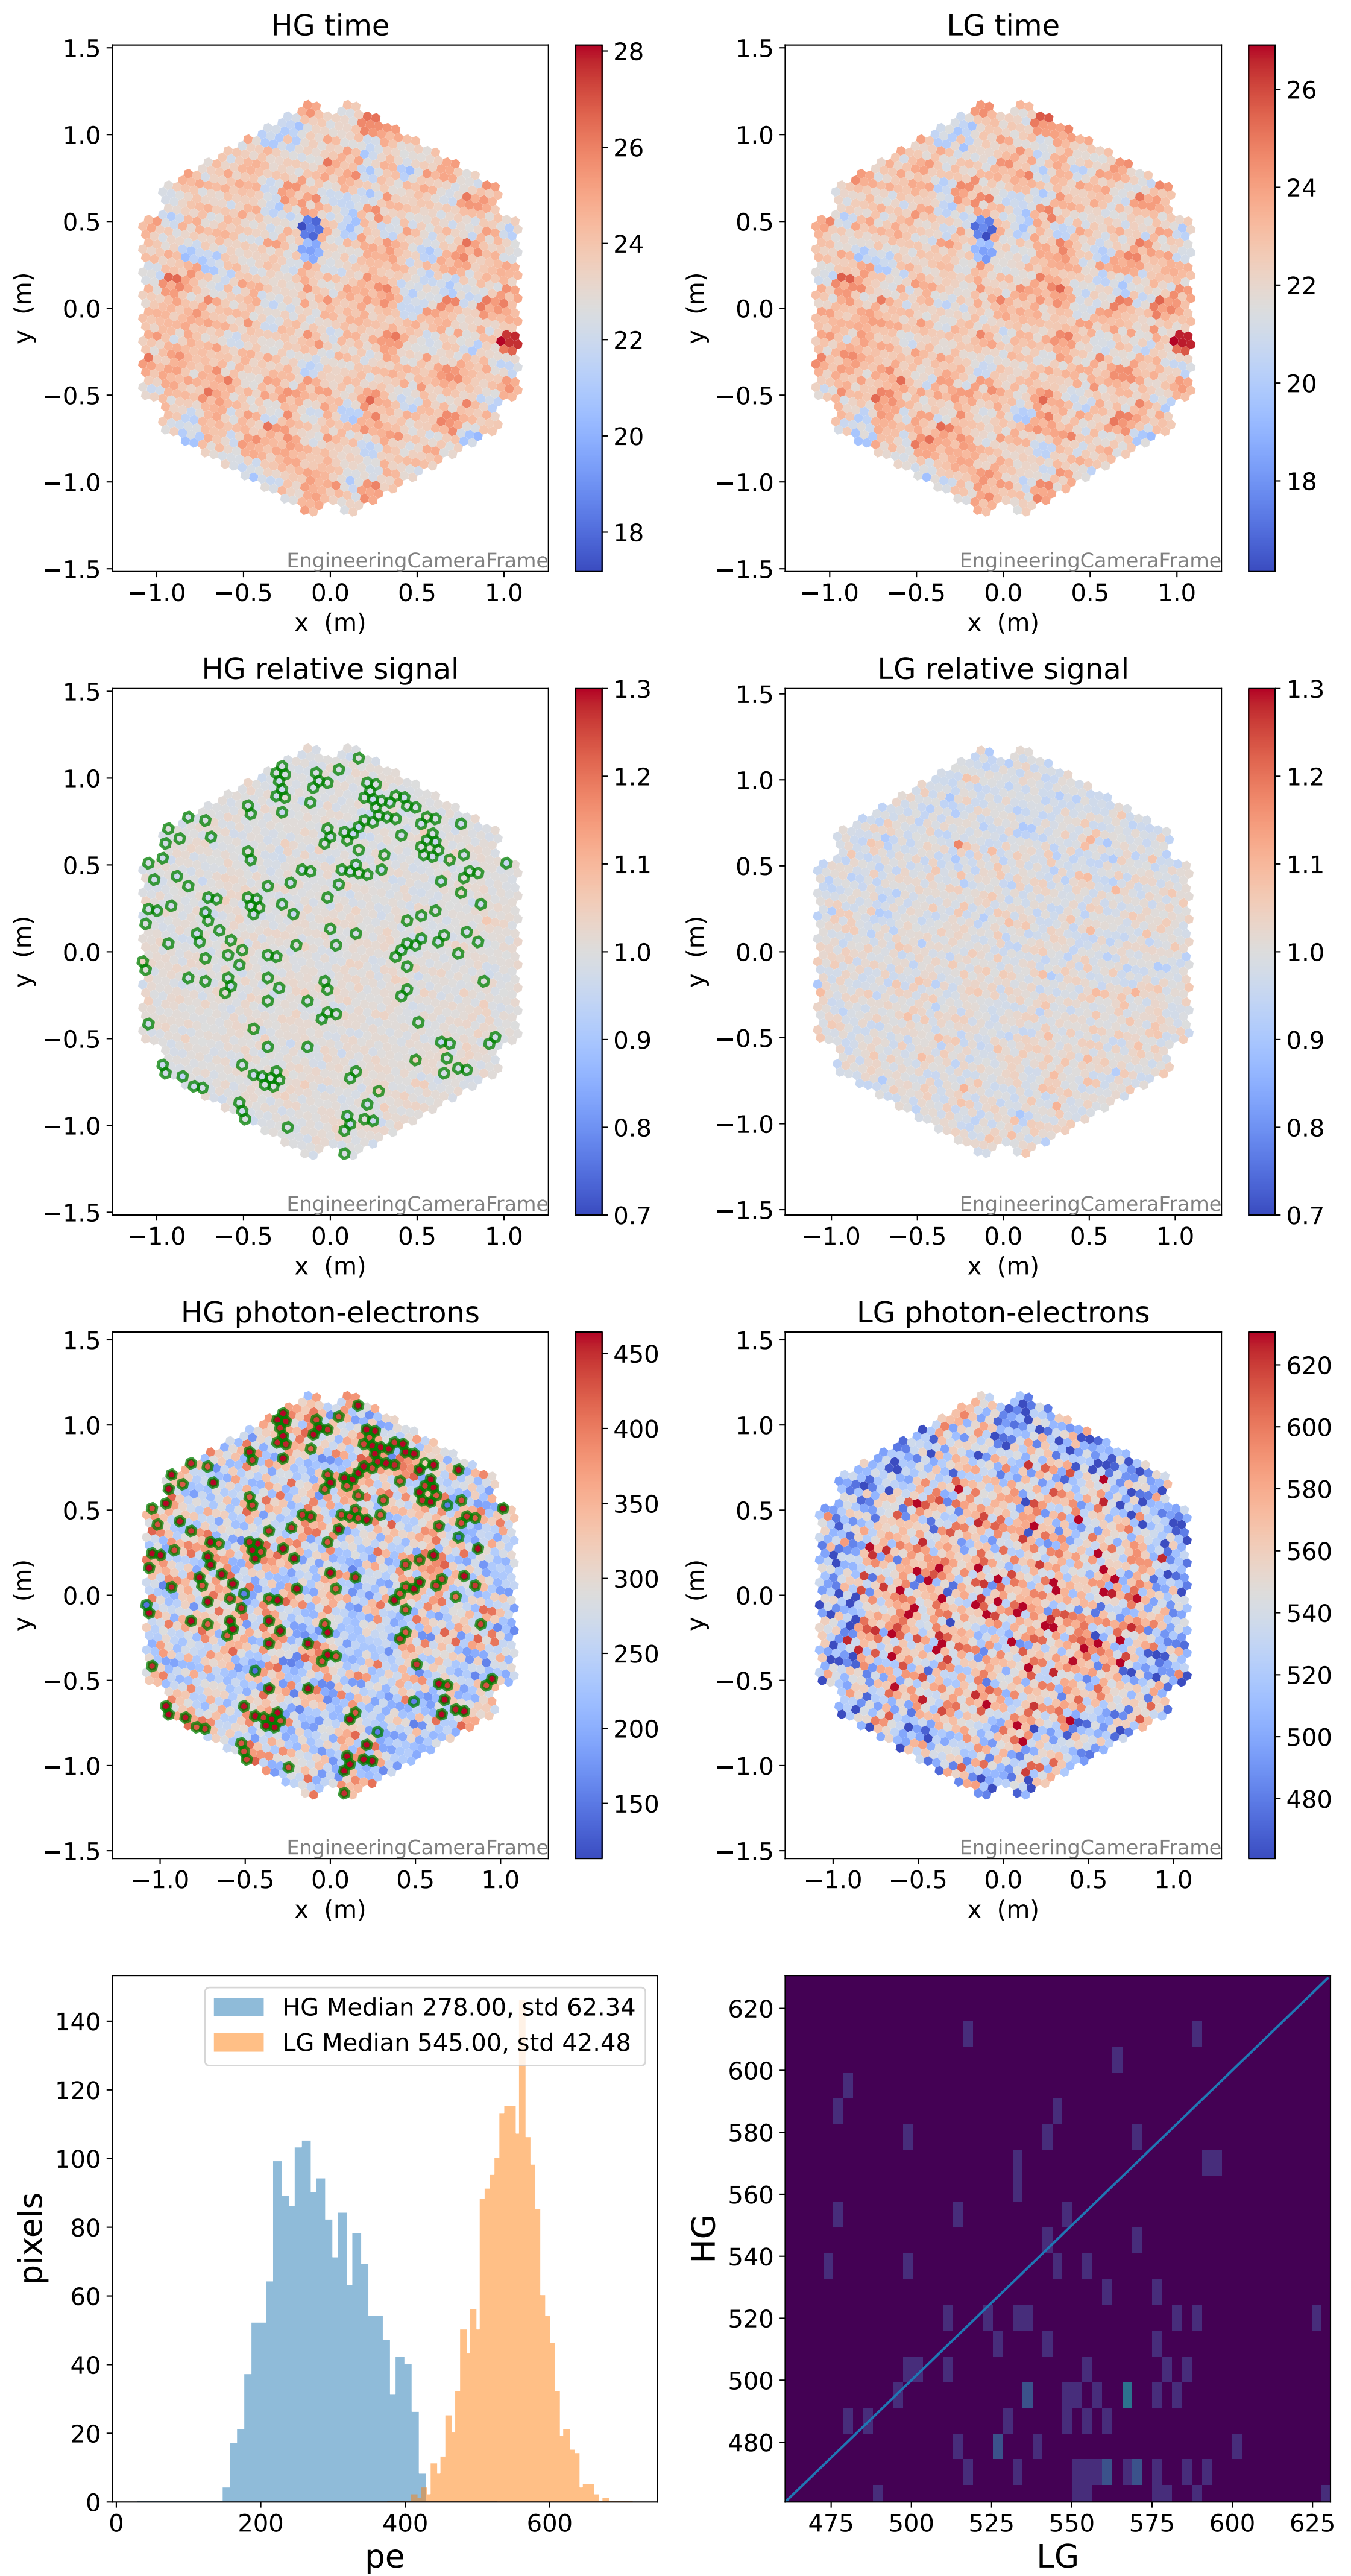 HG time
LG time
1.5
1.0
0.5
0.0
−0.5
−1.0
−1.5
y (m)
−1.0 −0.5 0.0 0.5 1.0
x (m)
EngineeringCameraFrame
28
26
24
22
20
18
1.5
1.0
0.5
0.0
−0.5
−1.0
−1.5
y (m)
−1.0 −0.5 0.0 0.5 1.0
x (m)
EngineeringCameraFrame
26
24
22
20
18
HG relative signal
LG relative signal
1.5
1.0
0.5
0.0
−0.5
−1.0
−1.5
y (m)
−1.0 −0.5 0.0 0.5 1.0
x (m)
EngineeringCameraFrame
1.3
1.2
1.1
1.0
0.9
0.8
0.7
1.5
1.0
0.5
0.0
−0.5
−1.0
−1.5
y (m)
−1.0 −0.5 0.0 0.5 1.0
x (m)
EngineeringCameraFrame
1.3
1.2
1.1
1.0
0.9
0.8
0.7
HG photon-electrons
LG photon-electrons
1.5
1.0
0.5
0.0
−0.5
−1.0
−1.5
y (m)
−1.0 −0.5 0.0 0.5 1.0
x (m)
EngineeringCameraFrame
450
400
350
300
250
200
150
1.5
1.0
0.5
0.0
−0.5
−1.0
−1.5
y (m)
−1.0 −0.5 0.0 0.5 1.0
x (m)
EngineeringCameraFrame
620
600
580
560
540
520
500
480
HG Median 278.00, std 62.34
LG Median 545.00, std 42.48
140
120
100
80
60
40
20
0
pixels
0 200 400 600
pe
620
600
580
560
540
520
500
480
HG
475 500 525 550 575 600 625
LG